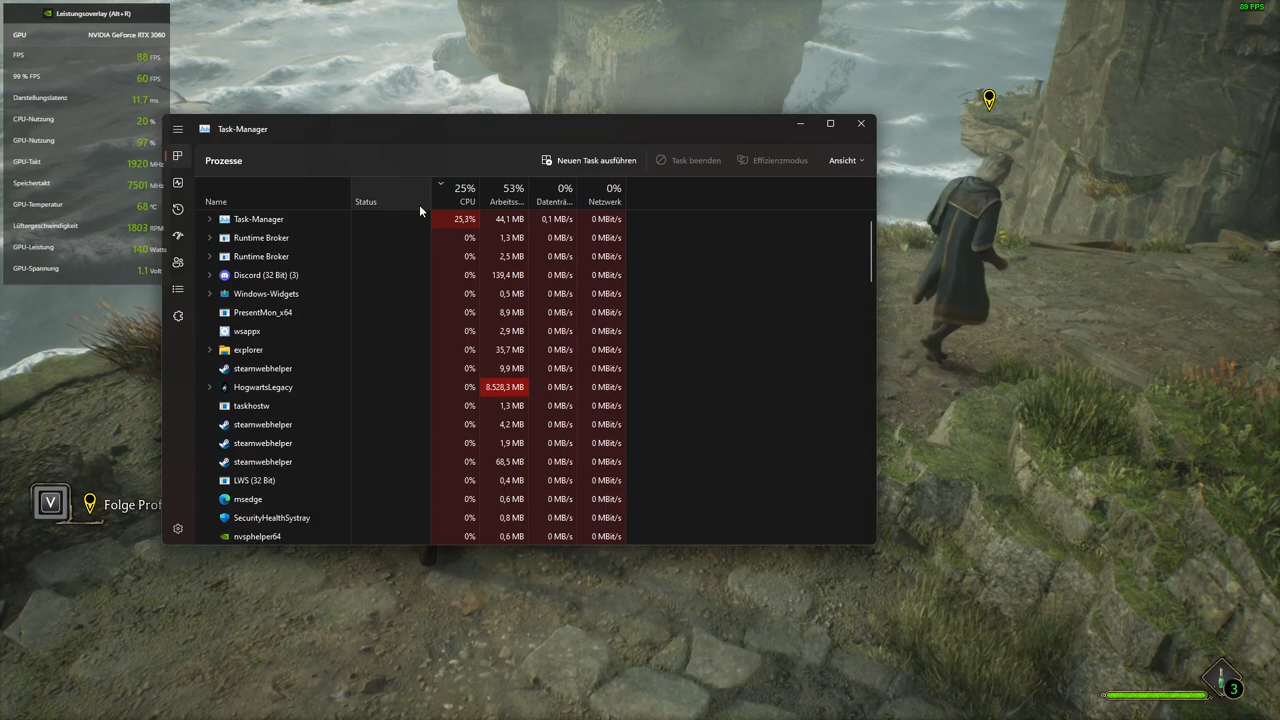 Leistungsoverlay (Alt+R)
GPU NVIDIA GeForce RTX 3060
FPS 88 FPS
99 % FPS 60 FPS
Darstellungslatenz 11.7 ms
CPU-Nutzung 20 %
GPU-Nutzung 97 %
GPU-Takt 1920 MHz
Speichertakt 7501 MHz
GPU-Temperatur 68 °C
Lüftergeschwindigkeit 1803 RPM
GPU-Leistung 140 Watts
GPU-Spannung 1.1 Volt
89 FPS
Task-Manager
Prozesse Neuen Task ausführen Task beenden Effizienzmodus Ansicht
25% 53% 0% 0%
Name Status CPU Arbeitss... Datenträ... Netzwerk
Task-Manager 25,3% 44,1 MB 0,1 MB/s 0 MBit/s
Runtime Broker 0% 1,3 MB 0 MB/s 0 MBit/s
Runtime Broker 0% 2,5 MB 0 MB/s 0 MBit/s
Discord (32 Bit) (3) 0% 139,4 MB 0 MB/s 0 MBit/s
Windows-Widgets 0% 0,5 MB 0 MB/s 0 MBit/s
PresentMon_x64 0% 8,9 MB 0 MB/s 0 MBit/s
wsappx 0% 2,9 MB 0 MB/s 0 MBit/s
explorer 0% 35,7 MB 0 MB/s 0 MBit/s
steamwebhelper 0% 9,9 MB 0 MB/s 0 MBit/s
HogwartsLegacy 0% 8.528,3 MB 0 MB/s 0 MBit/s
taskhostw 0% 1,3 MB 0 MB/s 0 MBit/s
steamwebhelper 0% 4,2 MB 0 MB/s 0 MBit/s
steamwebhelper 0% 1,9 MB 0 MB/s 0 MBit/s
steamwebhelper 0% 68,5 MB 0 MB/s 0 MBit/s
LWS (32 Bit) 0% 0,4 MB 0 MB/s 0 MBit/s
msedge 0% 0,6 MB 0 MB/s 0 MBit/s
SecurityHealthSystray 0% 0,8 MB 0 MB/s 0 MBit/s
nvsphelper64 0% 0,6 MB 0 MB/s 0 MBit/s
V Folge Prof
3